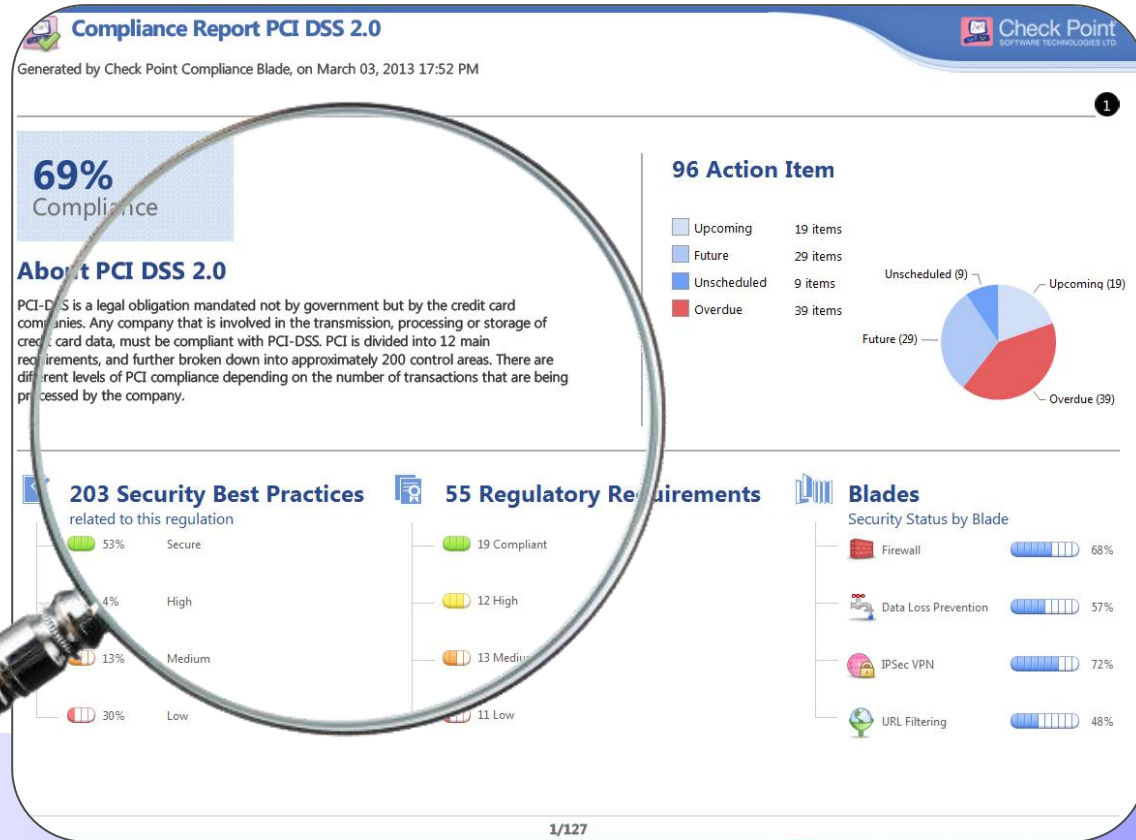 Compliance Report PCI DSS 2.0
Check Point
SOFTWARE TECHNOLOGIES LTD.
Generated by Check Point Compliance Blade, on March 03, 2013 17:52 PM
1
69%
Compliance
About PCI DSS 2.0
PCI-DSS is a legal obligation mandated not by government but by the credit card
companies. Any company that is involved in the transmission, processing or storage of
credit card data, must be compliant with PCI-DSS. PCI is divided into 12 main
requirements, and further broken down into approximately 200 control areas. There are
different levels of PCI compliance depending on the number of transactions that are being
processed by the company.
96 Action Item
Upcoming 19 items
Future 29 items
Unscheduled 9 items
Overdue 39 items
Unscheduled (9)
Upcoming (19)
Future (29)
Overdue (39)
203 Security Best Practices
related to this regulation
53% Secure
4% High
13% Medium
30% Low
55 Regulatory Requirements
19 Compliant
12 High
13 Medium
11 Low
Blades
Security Status by Blade
Firewall 68%
Data Loss Prevention 57%
IPSec VPN 72%
URL Filtering 48%
1/127